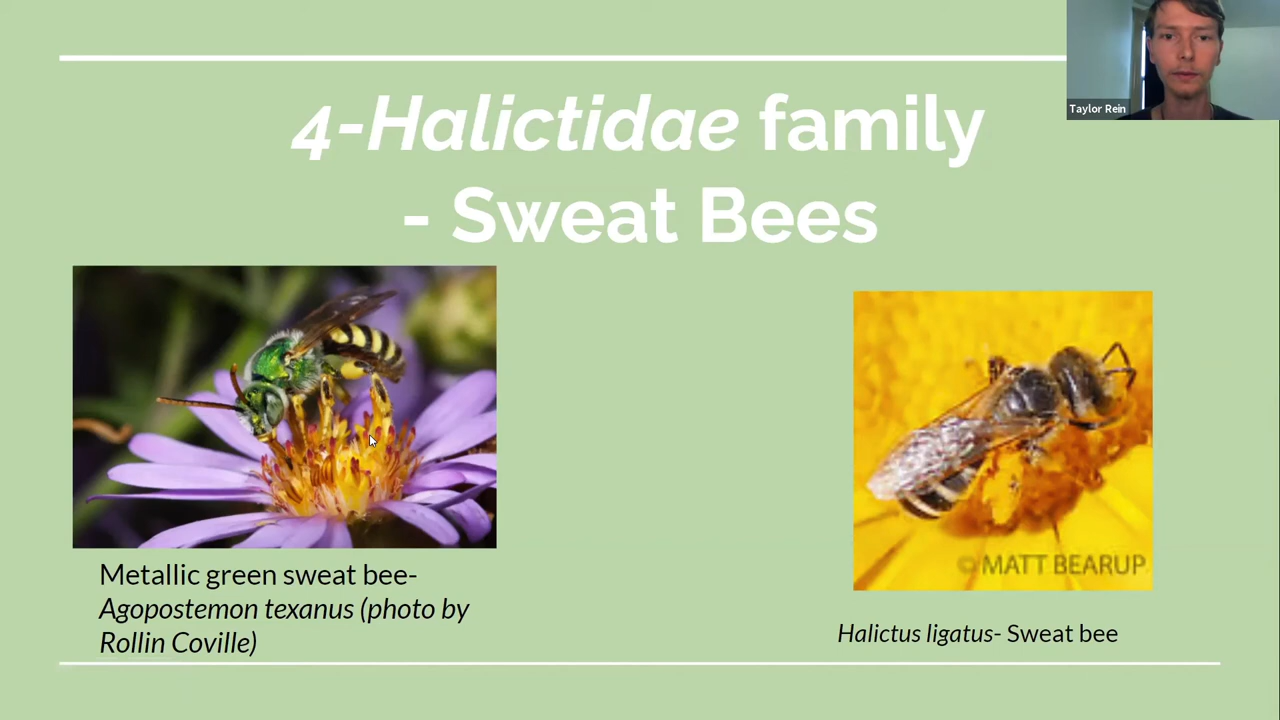 Taylor Rein
4-Halictidae family
- Sweat Bees
© MATT BEARUP
Metallic green sweat bee-
Agopostemon texanus (photo by
Rollin Coville)
Halictus ligatus- Sweat bee